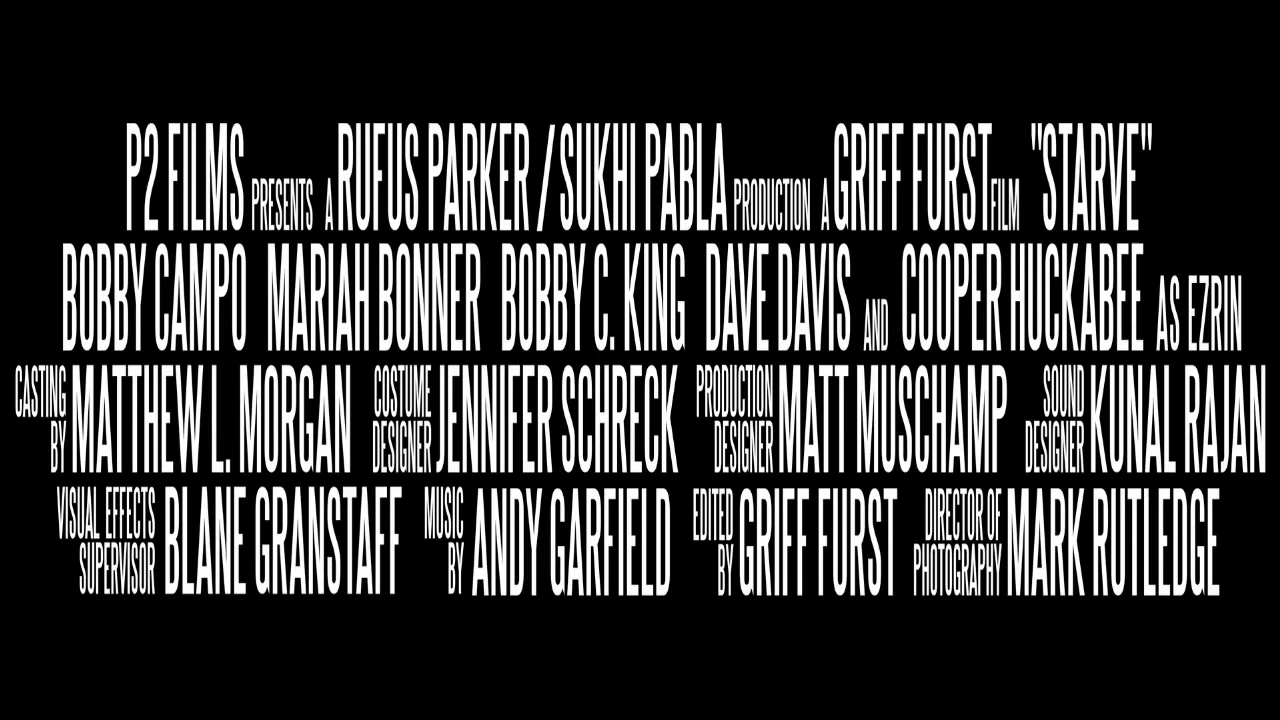 P2 FILMS PRESENTS A RUFUS PARKER / SUKHI PABLA PRODUCTION A GRIFF FURST FILM "STARVE"
BOBBY CAMPO MARIAH BONNER BOBBY C. KING DAVE DAVIS AND COOPER HUCKABEE AS EZRIN
CASTING BY MATTHEW L. MORGAN COSTUME DESIGNER JENNIFER SCHRECK PRODUCTION DESIGNER MATT MUSCHAMP SOUND DESIGNER KUNAL RAJAN
VISUAL EFFECTS SUPERVISOR BLANE GRANSTAFF MUSIC BY ANDY GARFIELD EDITED BY GRIFF FURST DIRECTOR OF PHOTOGRAPHY MARK RUTLEDGE